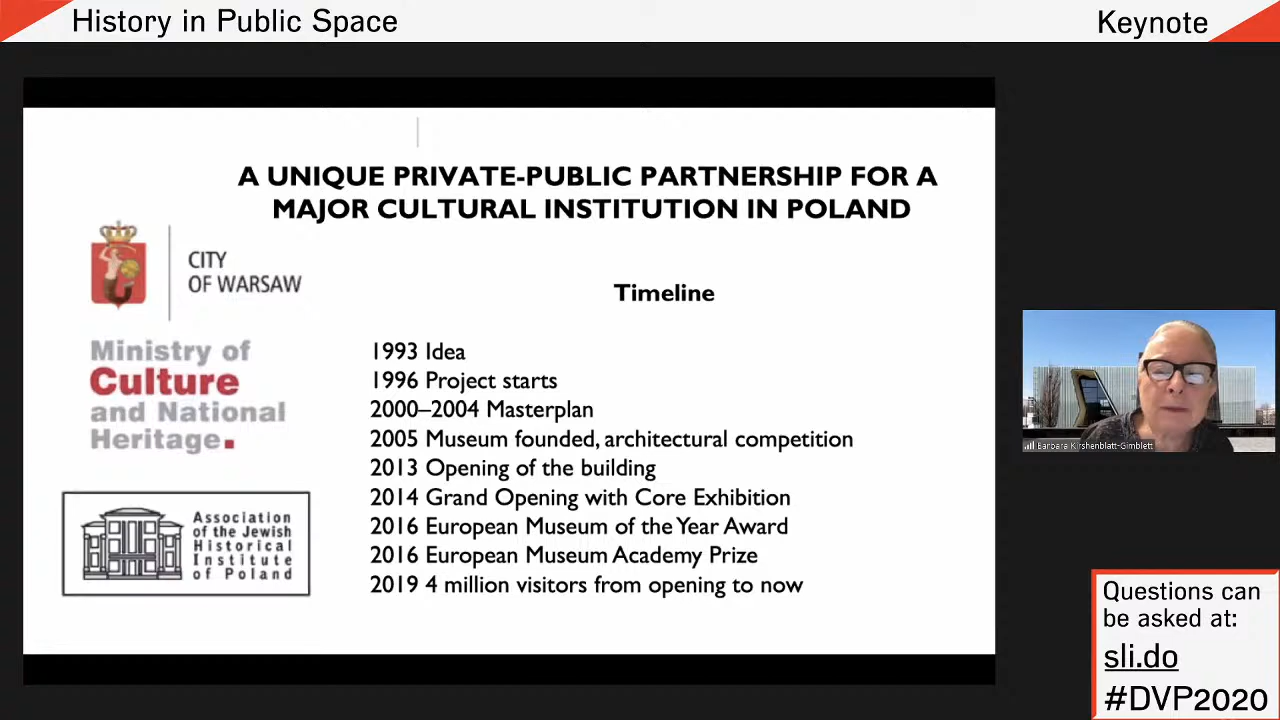 History in Public Space
Keynote
A UNIQUE PRIVATE-PUBLIC PARTNERSHIP FOR A
MAJOR CULTURAL INSTITUTION IN POLAND
CITY
OF WARSAW
Ministry of
Culture
and National
Heritage.
Association
of the Jewish
Historical
Institute
of Poland
Timeline
1993 Idea
1996 Project starts
2000–2004 Masterplan
2005 Museum founded, architectural competition
2013 Opening of the building
2014 Grand Opening with Core Exhibition
2016 European Museum of the Year Award
2016 European Museum Academy Prize
2019 4 million visitors from opening to now
Barbara Kirshenblatt-Gimblett
Questions can
be asked at:
sli.do
#DVP2020